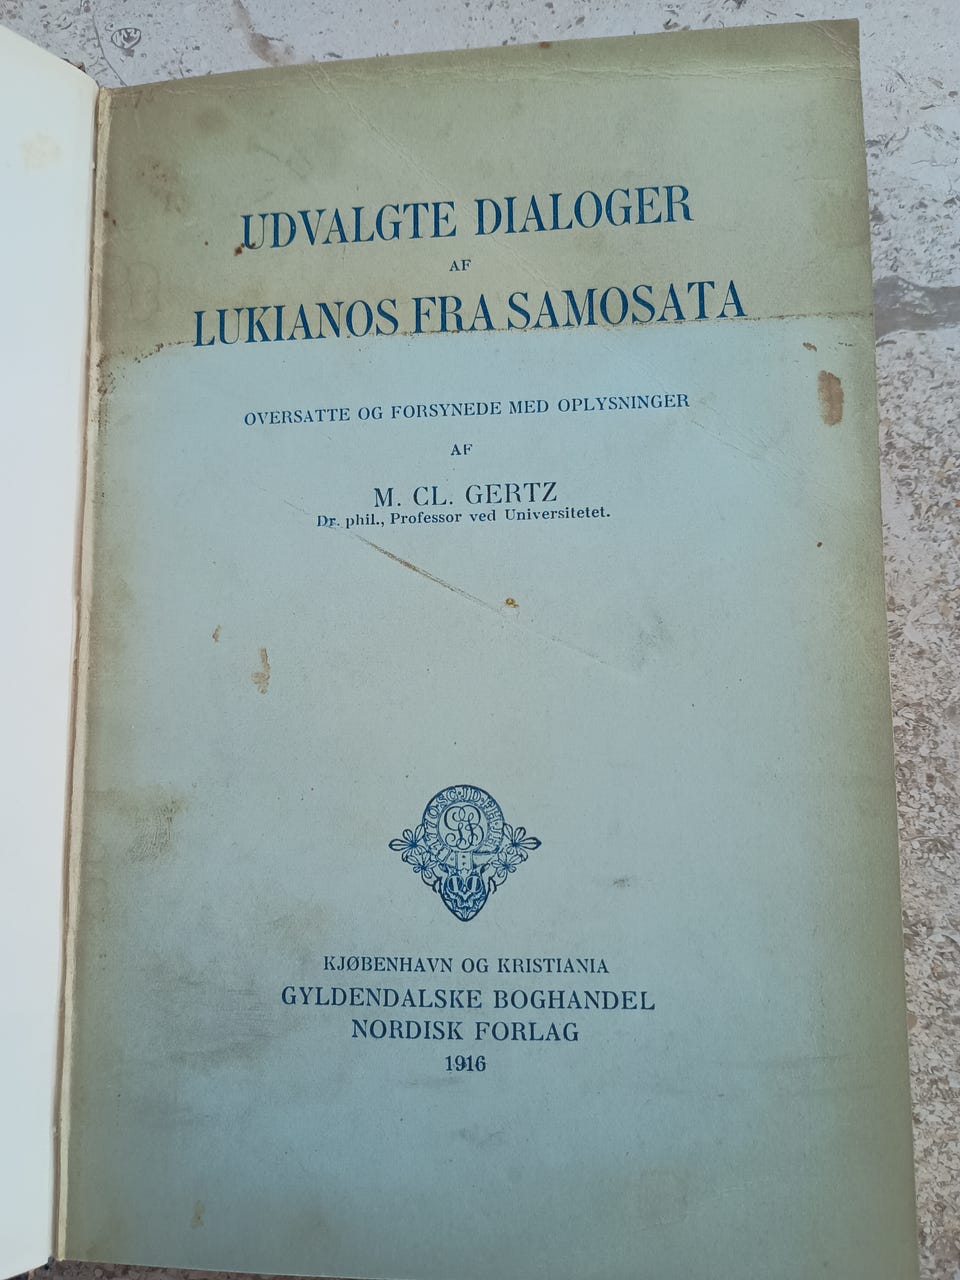 UDVALGTE DIALOGER
AF
LUKIANOS FRA SAMOSATA
OVERSATTE OG FORSYNEDE MED OPLYSNINGER
AF
M. CL. GERTZ
Dr. phil., Professor ved Universitetet.
KJØBENHAVN OG KRISTIANIA
GYLDENDALSKE BOGHANDEL
NORDISK FORLAG
1916